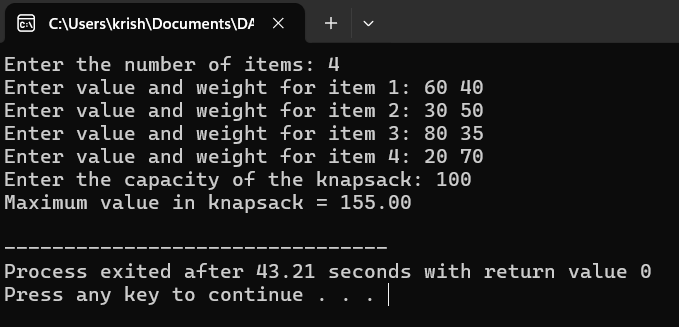 C:\Users\krish\Documents\DA
Enter the number of items: 4
Enter value and weight for item 1: 60 40
Enter value and weight for item 2: 30 50
Enter value and weight for item 3: 80 35
Enter value and weight for item 4: 20 70
Enter the capacity of the knapsack: 100
Maximum value in knapsack = 155.00
--------------------------------
Process exited after 43.21 seconds with return value 0
Press any key to continue . . .